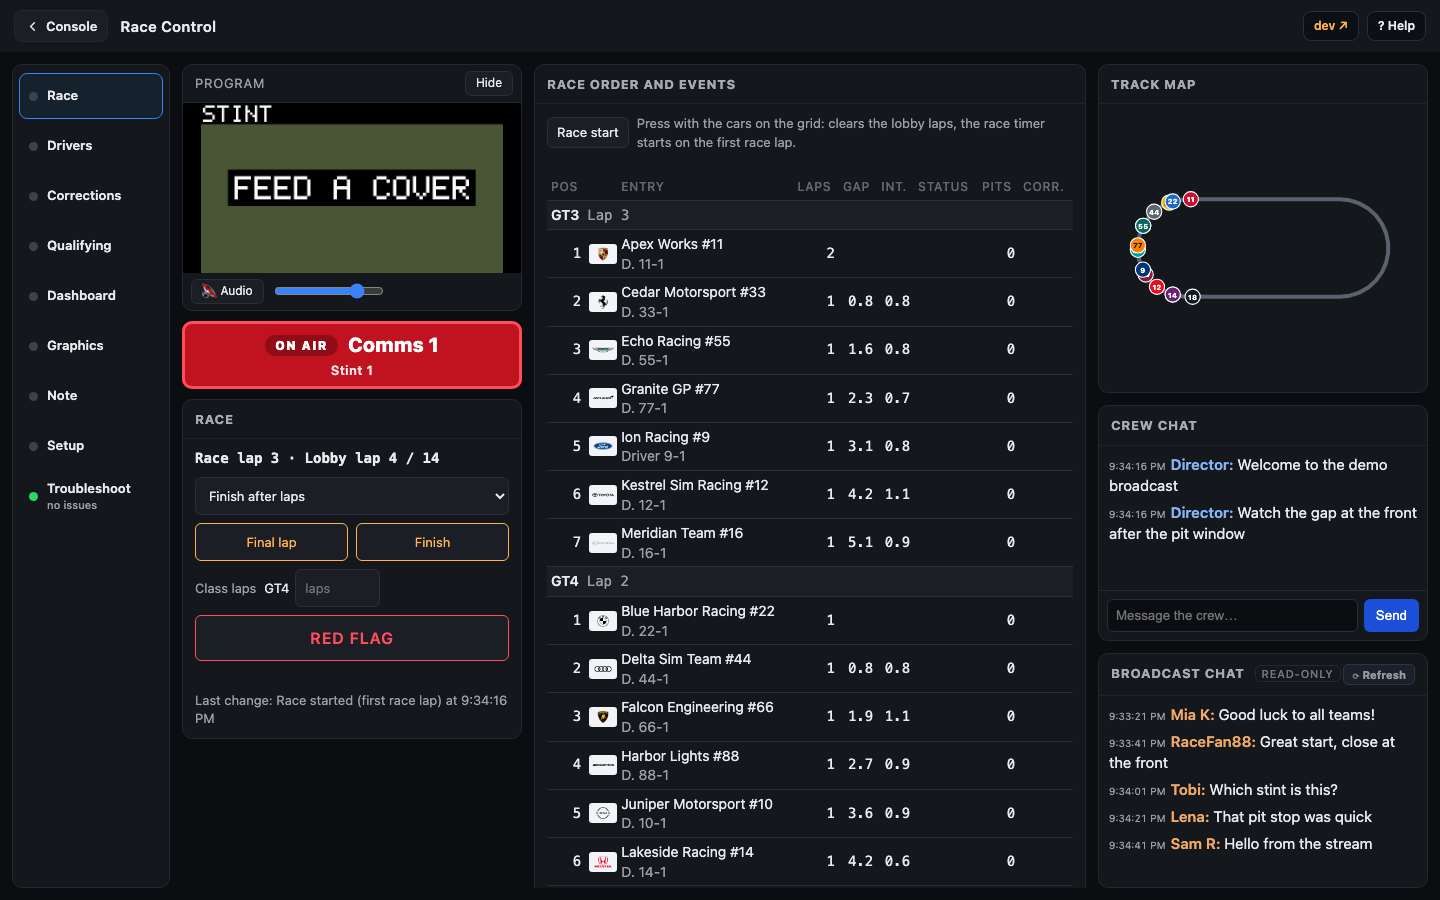 Console
Race Control
dev ↗
? Help
Race
Drivers
Corrections
Qualifying
Dashboard
Graphics
Note
Setup
Troubleshoot
no issues
PROGRAM
Hide
STINT
FEED A COVER
Audio
ON AIR Comms 1
Stint 1
RACE
Race lap 3 · Lobby lap 4 / 14
Finish after laps
Final lap
Finish
Class laps GT4 laps
RED FLAG
Last change: Race started (first race lap) at 9:34:16
PM
RACE ORDER AND EVENTS
Race start
Press with the cars on the grid: clears the lobby laps, the race timer
starts on the first race lap.
POS ENTRY LAPS GAP INT. STATUS PITS CORR.
GT3 Lap 3
1 Apex Works #11 2 0
D. 11-1
2 Cedar Motorsport #33 1 0.8 0.8 0
D. 33-1
3 Echo Racing #55 1 1.6 0.8 0
D. 55-1
4 Granite GP #77 1 2.3 0.7 0
D. 77-1
5 Ion Racing #9 1 3.1 0.8 0
Driver 9-1
6 Kestrel Sim Racing #12 1 4.2 1.1 0
D. 12-1
7 Meridian Team #16 1 5.1 0.9 0
D. 16-1
GT4 Lap 2
1 Blue Harbor Racing #22 1 0
D. 22-1
2 Delta Sim Team #44 1 0.8 0.8 0
D. 44-1
3 Falcon Engineering #66 1 1.9 1.1 0
D. 66-1
4 Harbor Lights #88 1 2.7 0.9 0
D. 88-1
5 Juniper Motorsport #10 1 3.6 0.9 0
D. 10-1
6 Lakeside Racing #14 1 4.2 0.6 0
D. 14-1
TRACK MAP
11
22
44
55
77
9
12
14
18
CREW CHAT
9:34:16 PM Director: Welcome to the demo
broadcast
9:34:16 PM Director: Watch the gap at the front
after the pit window
Message the crew...
Send
BROADCAST CHAT READ-ONLY Refresh
9:33:21 PM Mia K: Good luck to all teams!
9:33:41 PM RaceFan88: Great start, close at
the front
9:34:01 PM Tobi: Which stint is this?
9:34:21 PM Lena: That pit stop was quick
9:34:41 PM Sam R: Hello from the stream